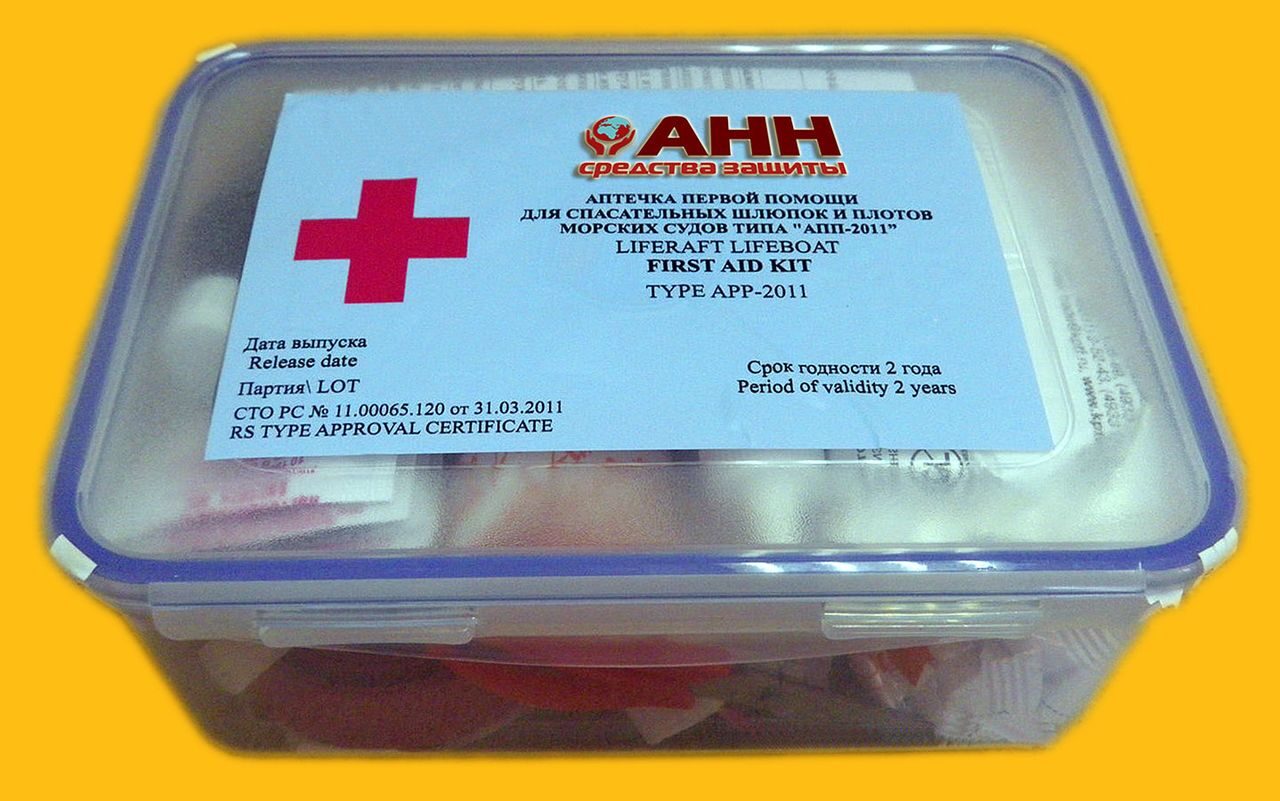 АНН
средства защиты
АПТЕЧКА ПЕРВОЙ ПОМОЩИ
ДЛЯ СПАСАТЕЛЬНЫХ ШЛЮПОК И ПЛОТОВ
МОРСКИХ СУДОВ ТИПА "АПП-2011"
LIFERAFT LIFEBOAT
FIRST AID KIT
TYPE APP-2011
Дата выпуска
Release date
Партия\ LOT
СТО РС № 11.00065.120 от 31.03.2011
RS TYPE APPROVAL CERTIFICATE
Срок годности 2 года
Period of validity 2 years